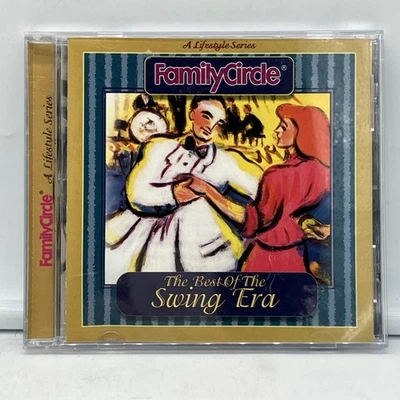 A Lifestyle Series
FamilyCircle®
The Best Of The
Swing Era
FamilyCircle® A Lifestyle Series